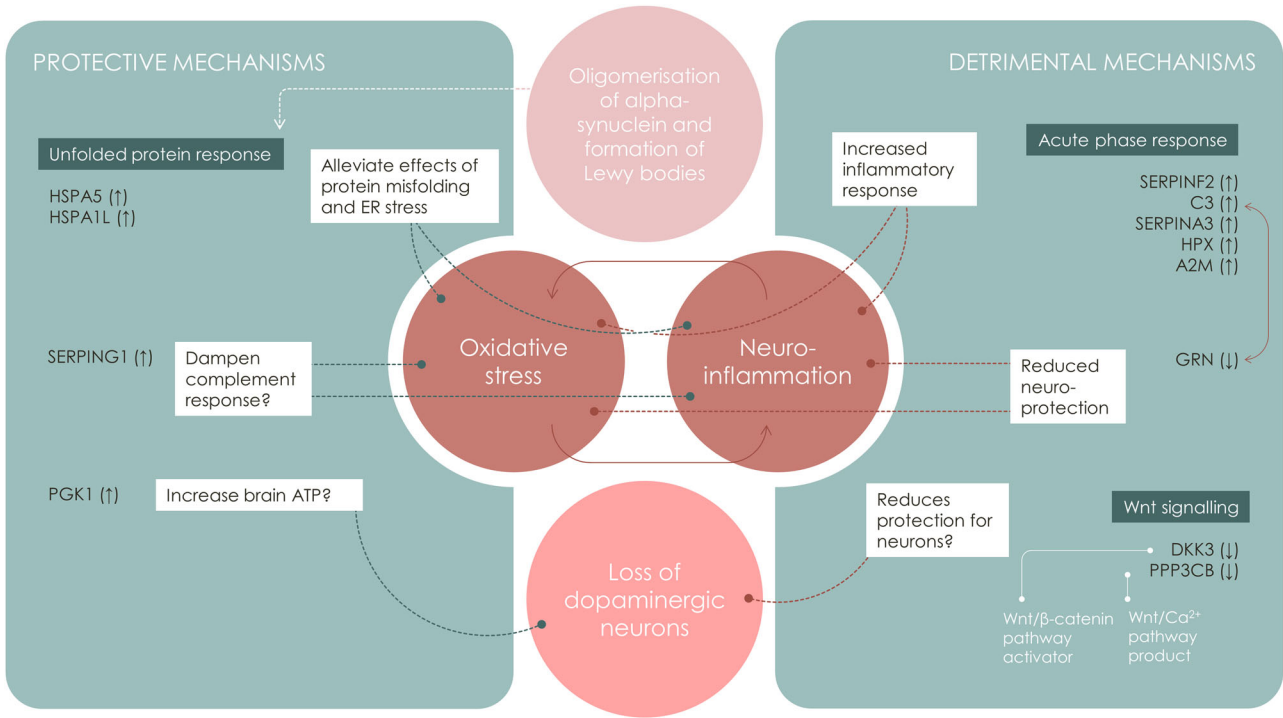 PROTECTIVE MECHANISMS
Unfolded protein response
HSPA5 (↑)
HSPA1L (↑)
Alleviate effects of
protein misfolding
and ER stress
SERPING1 (↑)
Dampen
complement
response?
PGK1 (↑)
Increase brain ATP?
Oligomerisation
of alpha-
synuclein and
formation of
Lewy bodies
Oxidative
stress
Neuro-
inflammation
Loss of
dopaminergic
neurons
DETRIMENTAL MECHANISMS
Increased
inflammatory
response
Acute phase response
SERPINF2 (↑)
C3 (↑)
SERPINA3 (↑)
HPX (↑)
A2M (↑)
GRN (↓)
Reduced
neuro-
protection
Reduces
protection for
neurons?
Wnt signalling
DKK3 (↓)
PPP3CB (↓)
Wnt/β-catenin
pathway
activator
Wnt/Ca²⁺
pathway
product